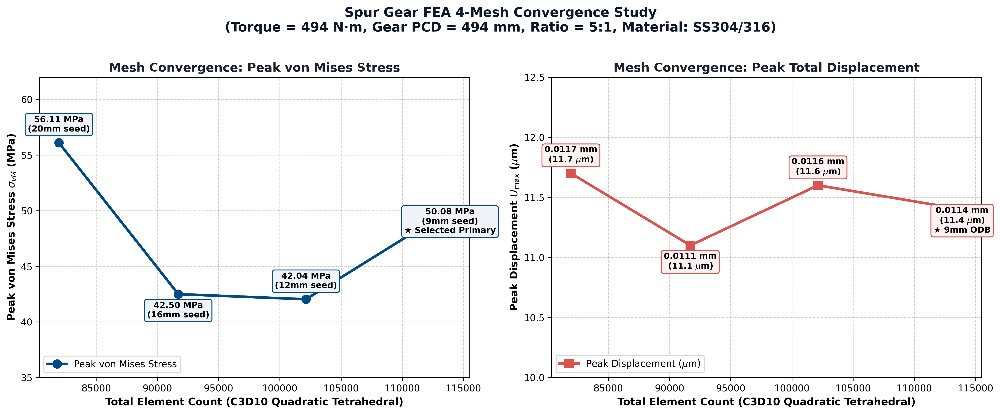 Spur Gear FEA 4-Mesh Convergence Study
(Torque = 494 N·m, Gear PCD = 494 mm, Ratio = 5:1, Material: SS304/316)
Mesh Convergence: Peak von Mises Stress
Peak von Mises Stress σvM (MPa)
60
55
50
45
40
35
56.11 MPa
(20mm seed)
42.50 MPa
(16mm seed)
42.04 MPa
(12mm seed)
50.08 MPa
(9mm seed)
★ Selected Primary
Peak von Mises Stress
85000 90000 95000 100000 105000 110000 115000
Total Element Count (C3D10 Quadratic Tetrahedral)
Mesh Convergence: Peak Total Displacement
Peak Displacement Umax (μm)
12.5
12.0
11.5
11.0
10.5
10.0
0.0117 mm
(11.7 μm)
0.0111 mm
(11.1 μm)
0.0116 mm
(11.6 μm)
0.0114 mm
(11.4 μm)
★ 9mm ODB
Peak Displacement (μm)
85000 90000 95000 100000 105000 110000 115000
Total Element Count (C3D10 Quadratic Tetrahedral)